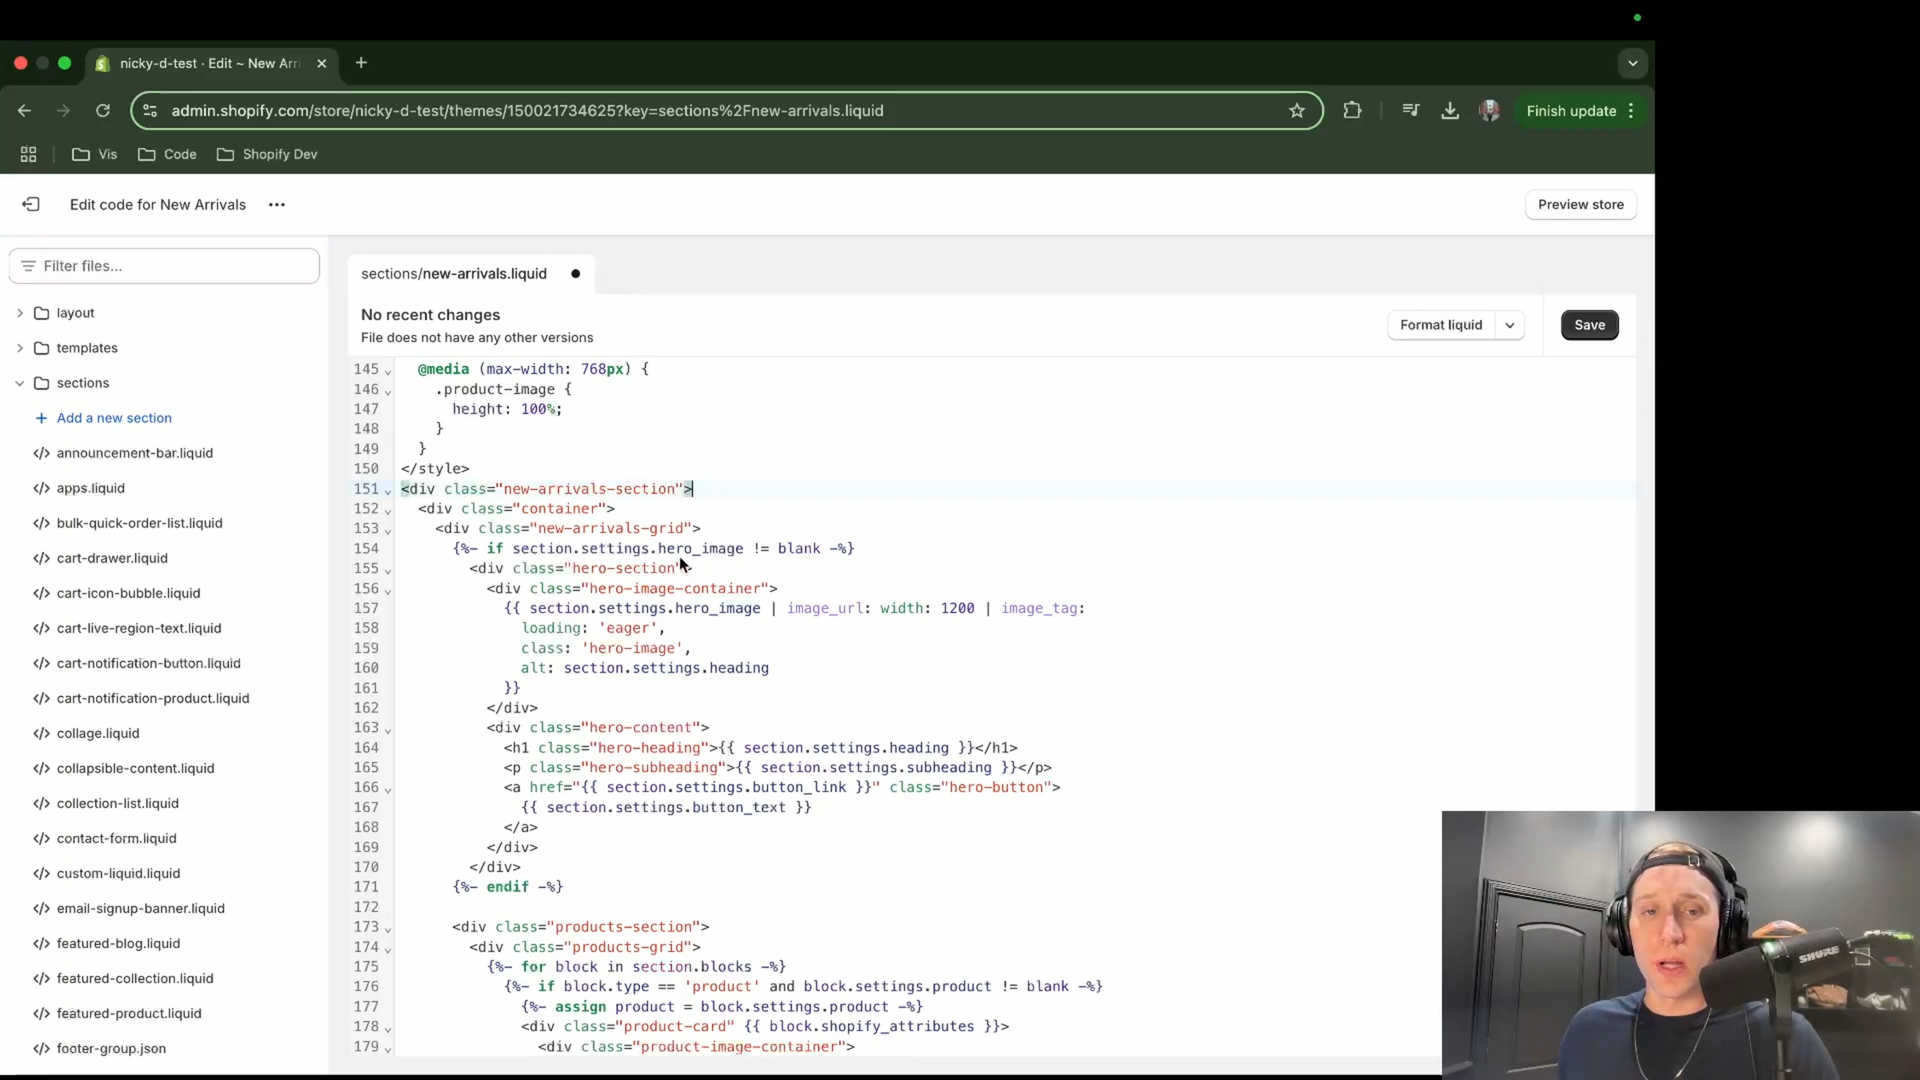 nicky-d-test · Edit ~ New Arri
admin.shopify.com/store/nicky-d-test/themes/150021734625?key=sections%2Fnew-arrivals.liquid
Finish update
Vis
Code
Shopify Dev
Edit code for New Arrivals
Preview store
Filter files...
layout
templates
sections
Add a new section
announcement-bar.liquid
apps.liquid
bulk-quick-order-list.liquid
cart-drawer.liquid
cart-icon-bubble.liquid
cart-live-region-text.liquid
cart-notification-button.liquid
cart-notification-product.liquid
collage.liquid
collapsible-content.liquid
collection-list.liquid
contact-form.liquid
custom-liquid.liquid
email-signup-banner.liquid
featured-blog.liquid
featured-collection.liquid
featured-product.liquid
footer-group.json
sections/new-arrivals.liquid
No recent changes
File does not have any other versions
Format liquid
Save
145 @media (max-width: 768px) {
146 .product-image {
147 height: 100%;
148 }
149 }
150 </style>
151 <div class="new-arrivals-section">
152 <div class="container">
153 <div class="new-arrivals-grid">
154 {%- if section.settings.hero_image != blank -%}
155 <div class="hero-section">
156 <div class="hero-image-container">
157 {{ section.settings.hero_image | image_url: width: 1200 | image_tag:
158 loading: 'eager',
159 class: 'hero-image',
160 alt: section.settings.heading
161 }}
162 </div>
163 <div class="hero-content">
164 <h1 class="hero-heading">{{ section.settings.heading }}</h1>
165 <p class="hero-subheading">{{ section.settings.subheading }}</p>
166 <a href="{{ section.settings.button_link }}" class="hero-button">
167 {{ section.settings.button_text }}
168 </a>
169 </div>
170 </div>
171 {%- endif -%}
172
173 <div class="products-section">
174 <div class="products-grid">
175 {%- for block in section.blocks -%}
176 {%- if block.type == 'product' and block.settings.product != blank -%}
177 {%- assign product = block.settings.product -%}
178 <div class="product-card" {{ block.shopify_attributes }}>
179 <div class="product-image-container">
SHURE